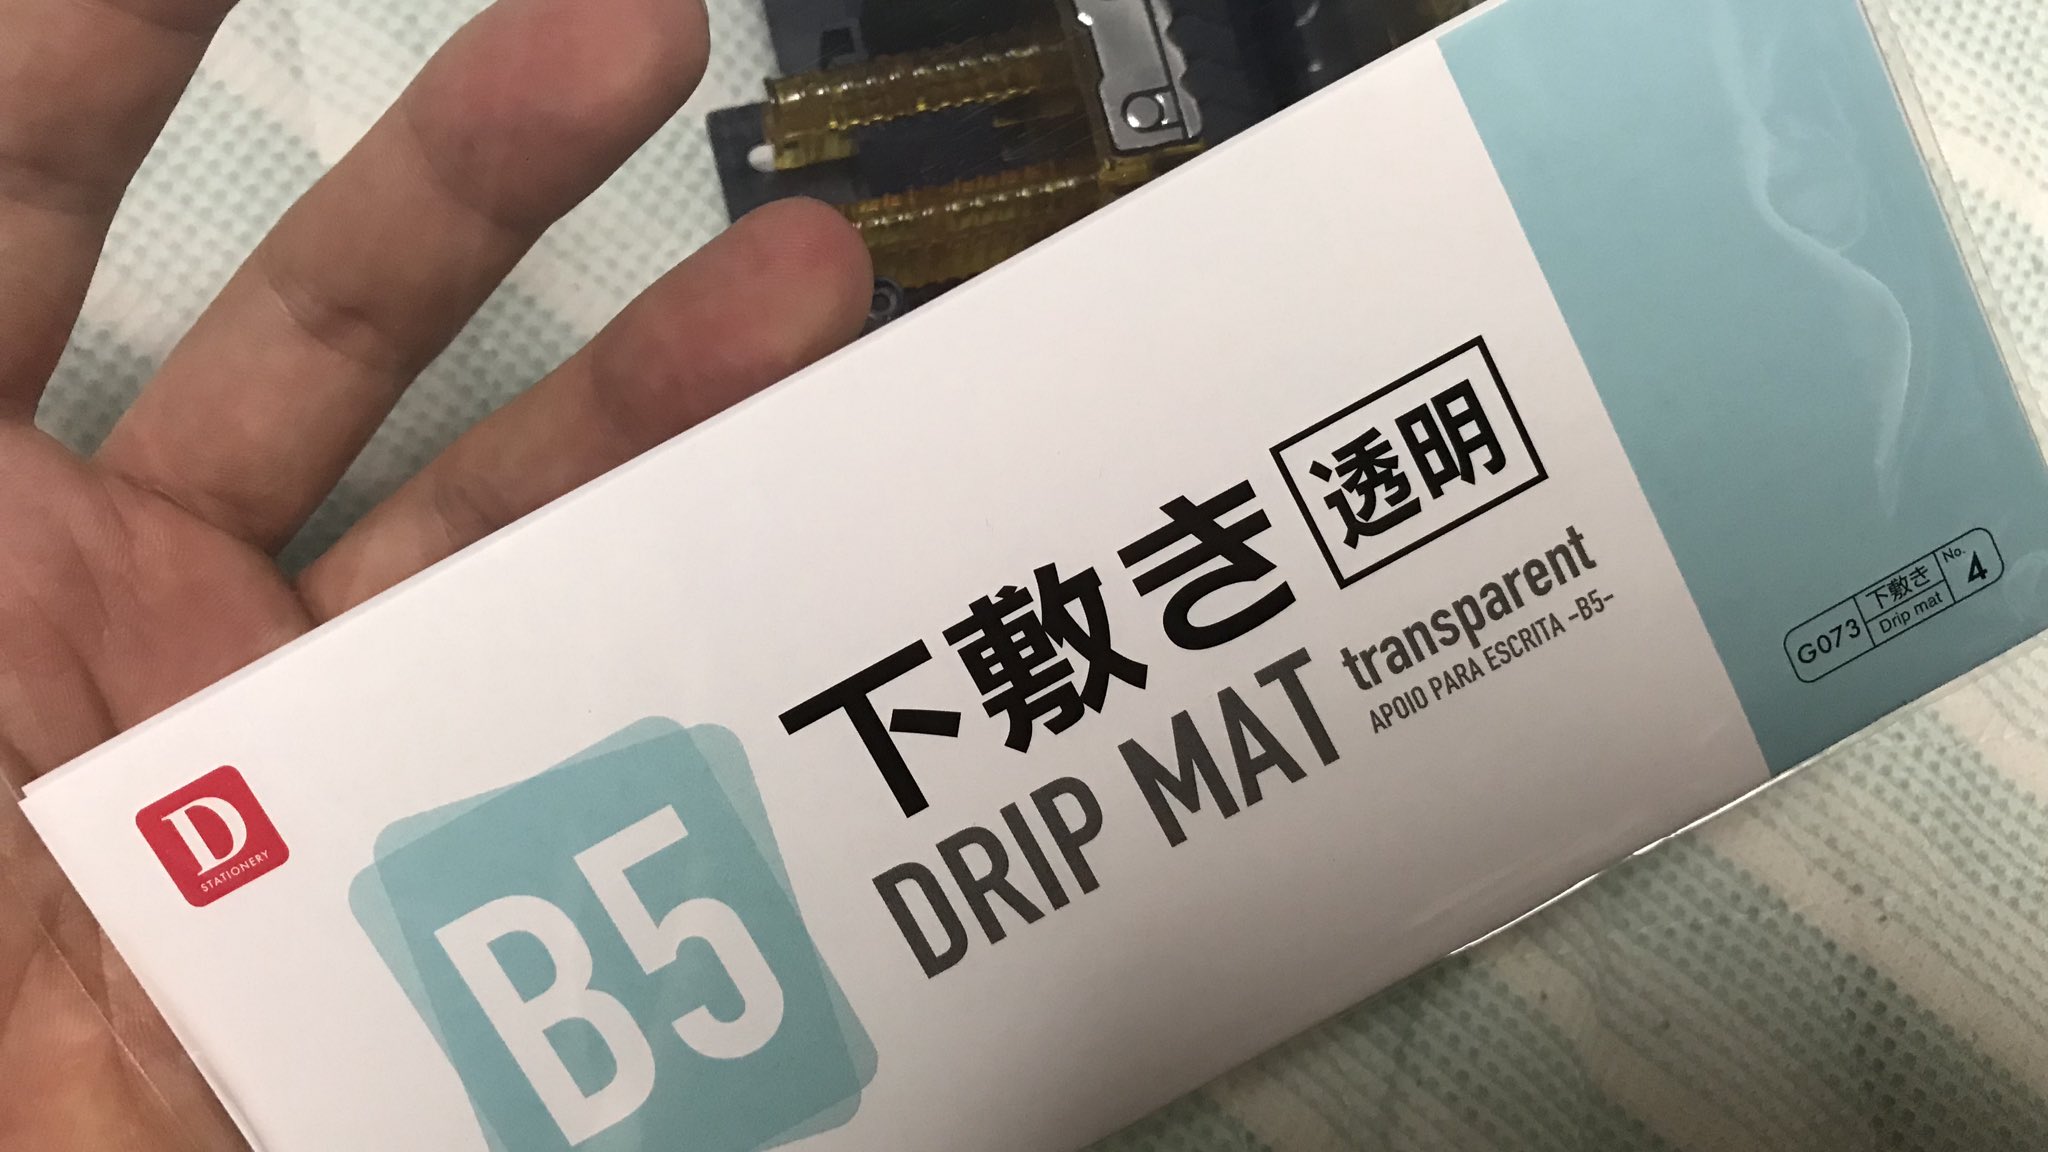 D
STATIONERY
B5
下敷き 透明
DRIP MAT transparent
APOIO PARA ESCRITA -B5-
G073 下敷き Drip mat No. 4